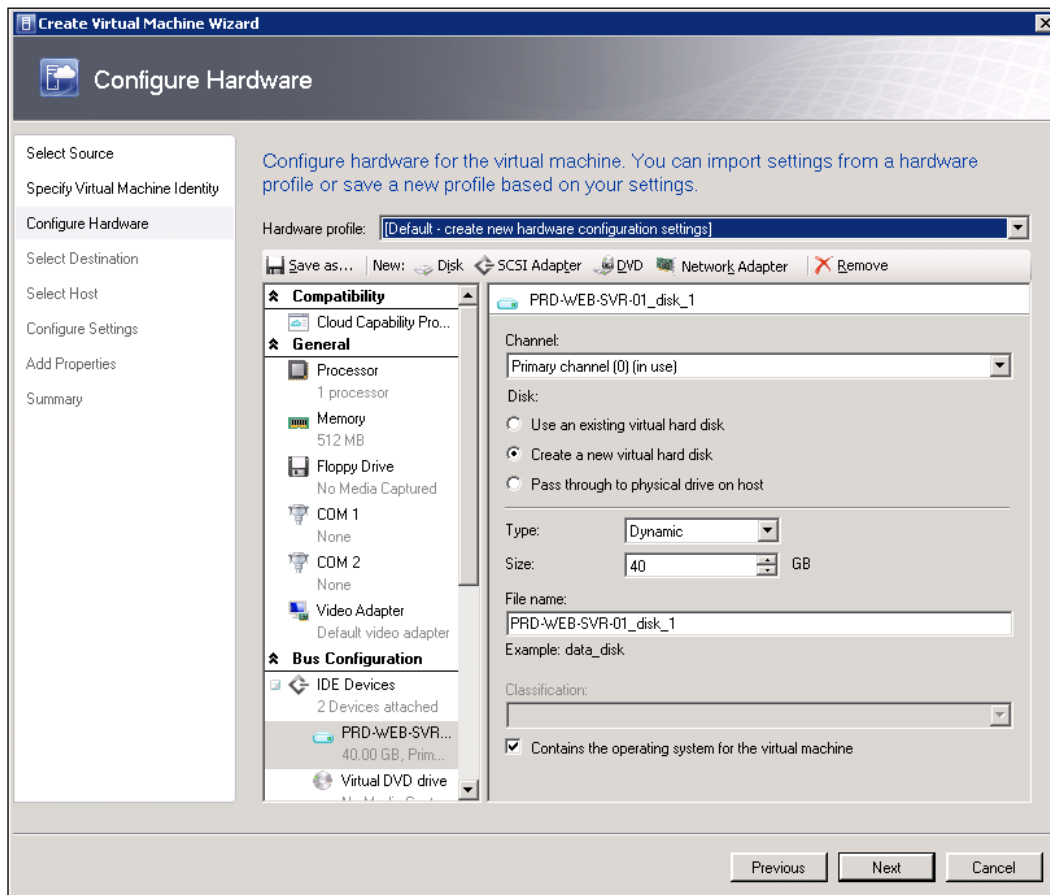 Create Virtual Machine Wizard
Configure Hardware
Select Source
Specify Virtual Machine Identity
Configure Hardware
Select Destination
Select Host
Configure Settings
Add Properties
Summary
Configure hardware for the virtual machine. You can import settings from a hardware
profile or save a new profile based on your settings.
Hardware profile: [Default - create new hardware configuration settings]
Save as... New: Disk SCSI Adapter DVD Network Adapter Remove
Compatibility
Cloud Capability Pro...
General
Processor
1 processor
Memory
512 MB
Floppy Drive
No Media Captured
COM 1
None
COM 2
None
Video Adapter
Default video adapter
Bus Configuration
IDE Devices
2 Devices attached
PRD-WEB-SVR...
40.00 GB, Prim...
Virtual DVD drive
PRD-WEB-SVR-01_disk_1
Channel:
Primary channel (0) (in use)
Disk:
Use an existing virtual hard disk
Create a new virtual hard disk
Pass through to physical drive on host
Type: Dynamic
Size: 40 GB
File name:
PRD-WEB-SVR-01_disk_1
Example: data_disk
Classification:
Contains the operating system for the virtual machine
Previous Next Cancel